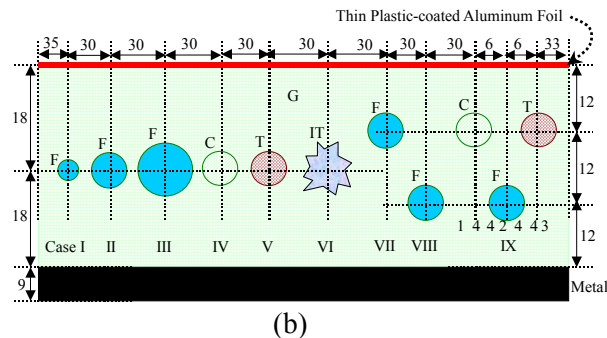 Thin Plastic-coated Aluminum Foil
35 30 30 30 30 30 30 30 30 6 6 33
G
F F F C T IT F C T
F F
18
18
9
12
12
12
1 4 4 2 4 4 3
Case I II III IV V VI VII VIII IX
Metal
(b)